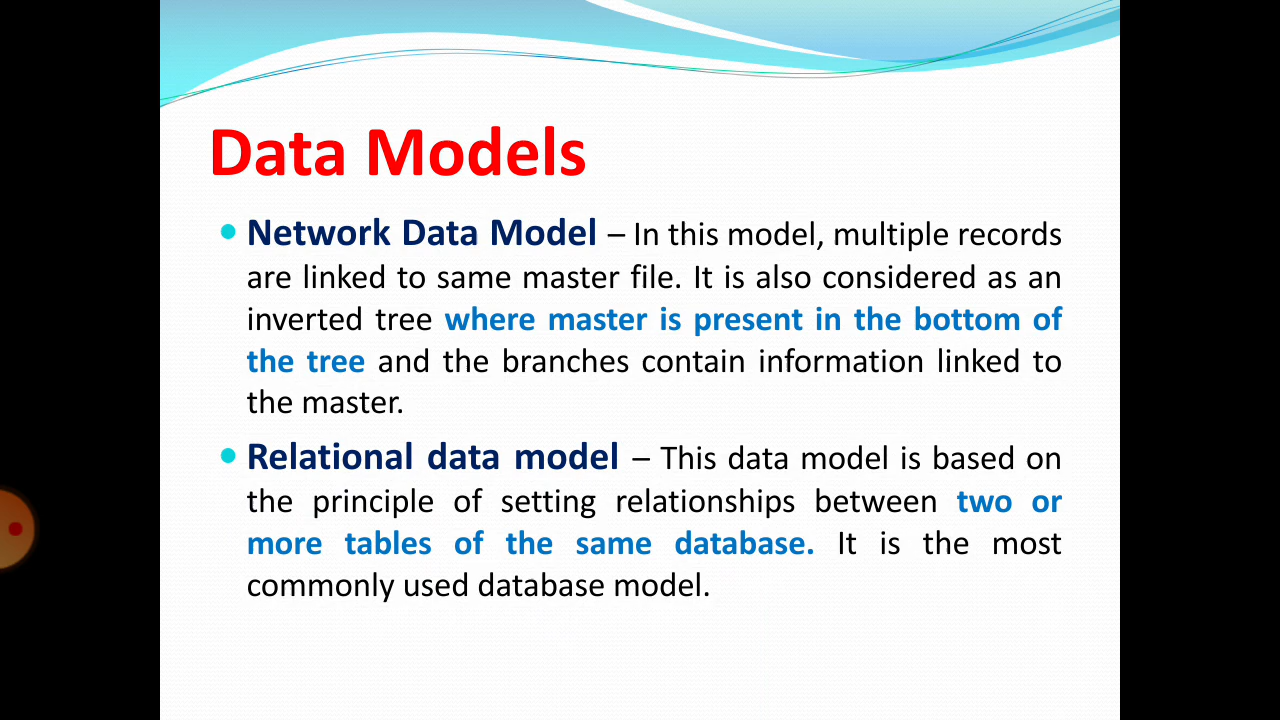 Data Models
Network Data Model – In this model, multiple records
are linked to same master file. It is also considered as an
inverted tree where master is present in the bottom of
the tree and the branches contain information linked to
the master.
Relational data model – This data model is based on
the principle of setting relationships between two or
more tables of the same database. It is the most
commonly used database model.